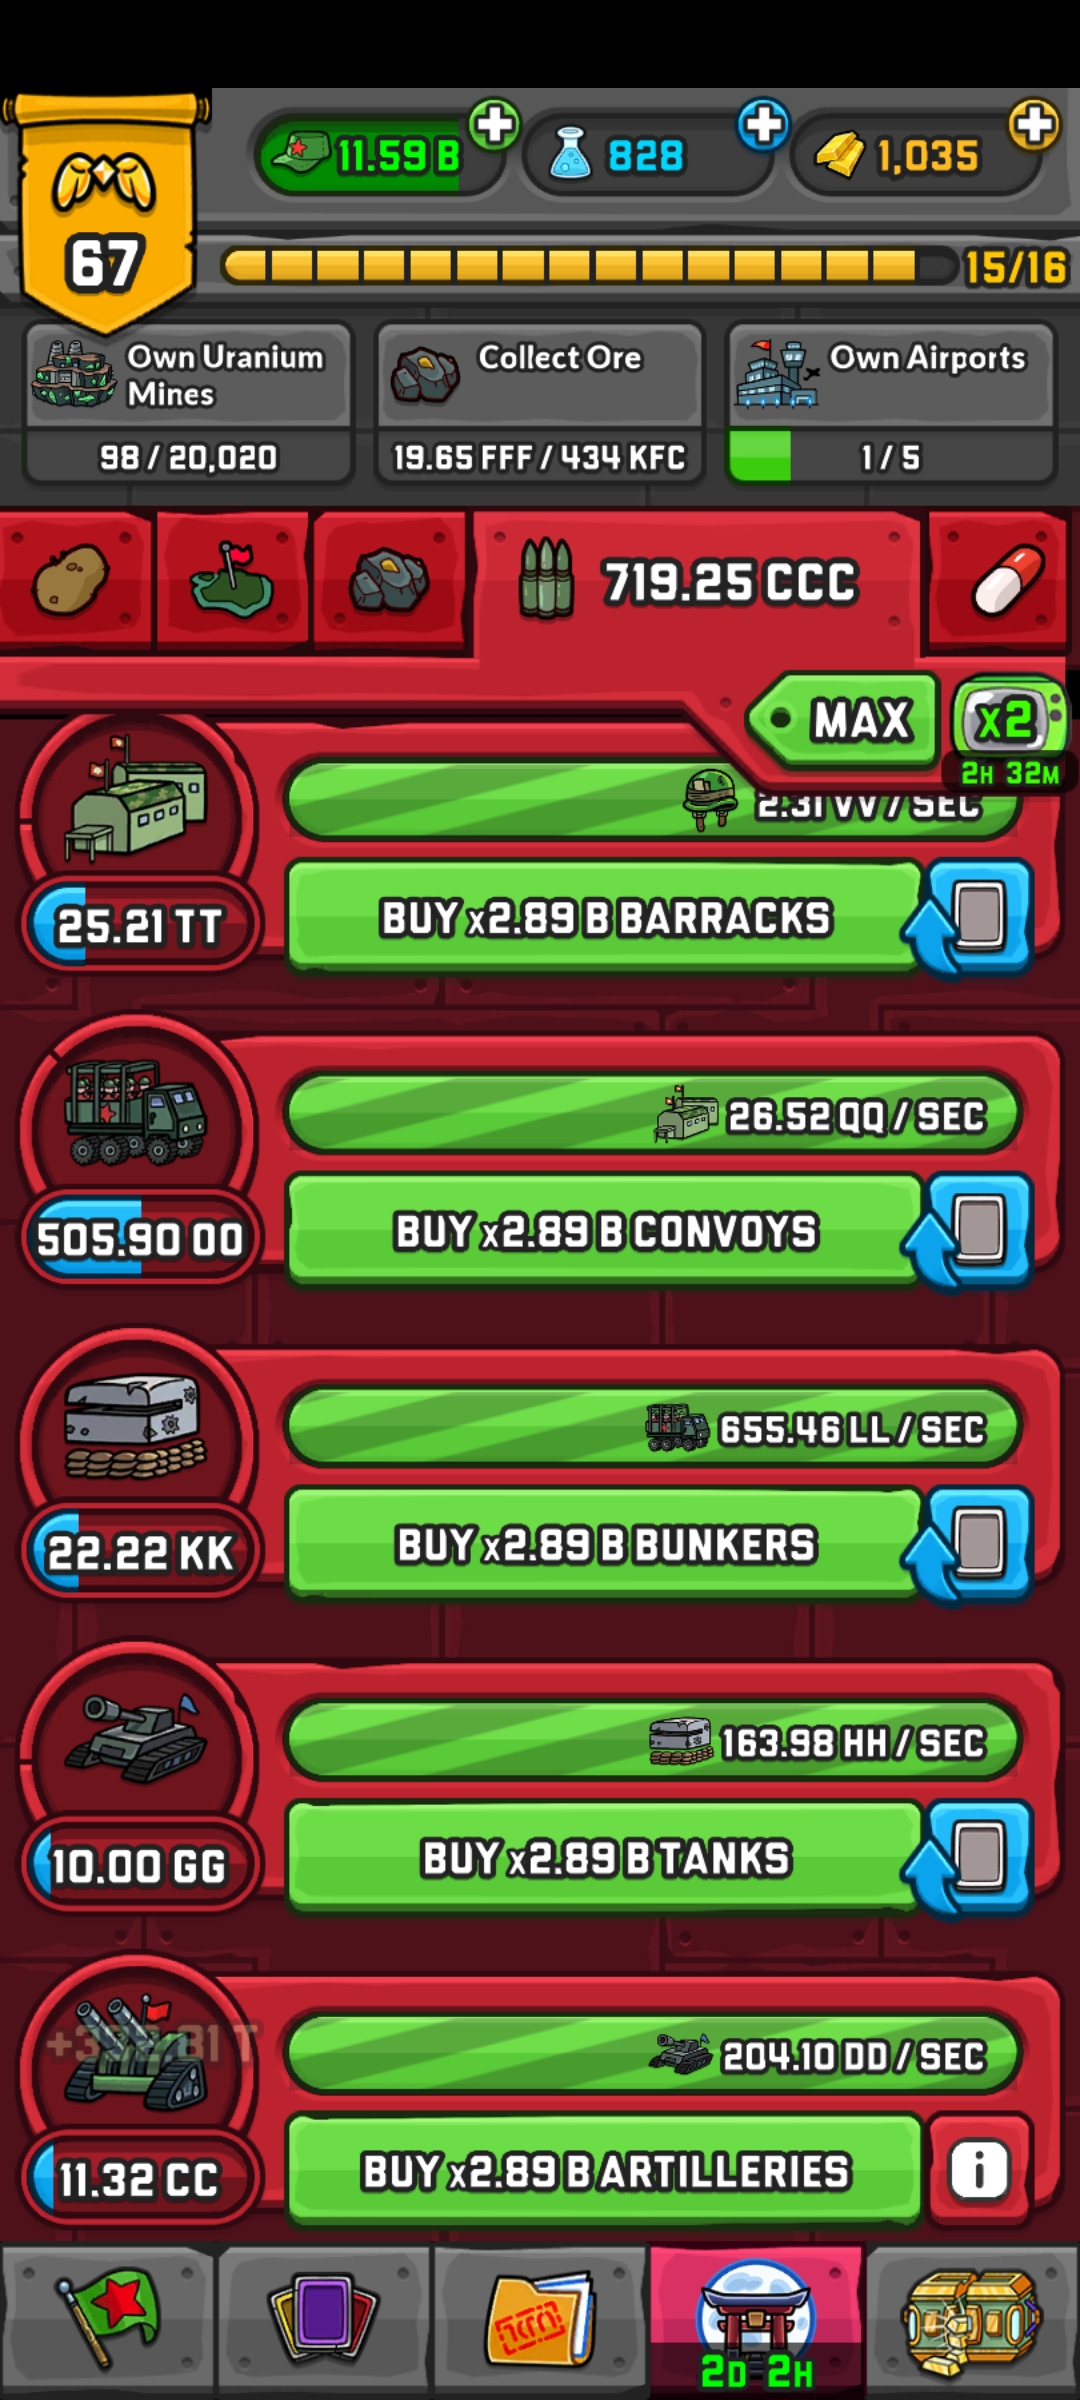 11.59 B
828
1,035
67
15/16
Own Uranium
Mines
98 / 20,020
Collect Ore
19.65 FFF / 434 KFC
Own Airports
1 / 5
719.25 CCC
MAX
x2
2H 32M
2.31 VV / SEC
25.21 TT
BUY x2.89 B BARRACKS
26.52 QQ / SEC
505.90 OO
BUY x2.89 B CONVOYS
655.46 LL / SEC
22.22 KK
BUY x2.89 B BUNKERS
163.98 HH / SEC
10.00 GG
BUY x2.89 B TANKS
204.10 DD / SEC
11.32 CC
BUY x2.89 B ARTILLERIES
i
2D 2H